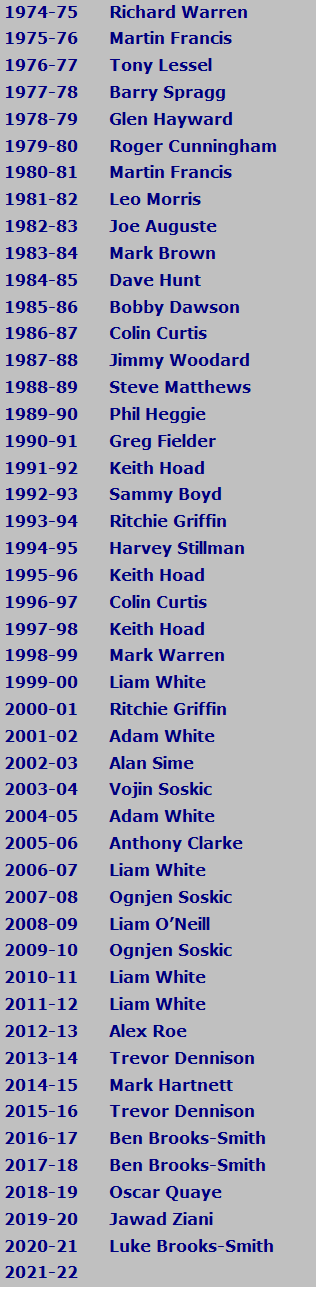 1974-75 Richard Warren
1975-76 Martin Francis
1976-77 Tony Lessel
1977-78 Barry Spragg
1978-79 Glen Hayward
1979-80 Roger Cunningham
1980-81 Martin Francis
1981-82 Leo Morris
1982-83 Joe Auguste
1983-84 Mark Brown
1984-85 Dave Hunt
1985-86 Bobby Dawson
1986-87 Colin Curtis
1987-88 Jimmy Woodard
1988-89 Steve Matthews
1989-90 Phil Heggie
1990-91 Greg Fielder
1991-92 Keith Hoad
1992-93 Sammy Boyd
1993-94 Ritchie Griffin
1994-95 Harvey Stillman
1995-96 Keith Hoad
1996-97 Colin Curtis
1997-98 Keith Hoad
1998-99 Mark Warren
1999-00 Liam White
2000-01 Ritchie Griffin
2001-02 Adam White
2002-03 Alan Sime
2003-04 Vojin Soskic
2004-05 Adam White
2005-06 Anthony Clarke
2006-07 Liam White
2007-08 Ognjen Soskic
2008-09 Liam O’Neill
2009-10 Ognjen Soskic
2010-11 Liam White
2011-12 Liam White
2012-13 Alex Roe
2013-14 Trevor Dennison
2014-15 Mark Hartnett
2015-16 Trevor Dennison
2016-17 Ben Brooks-Smith
2017-18 Ben Brooks-Smith
2018-19 Oscar Quaye
2019-20 Jawad Ziani
2020-21 Luke Brooks-Smith
2021-22